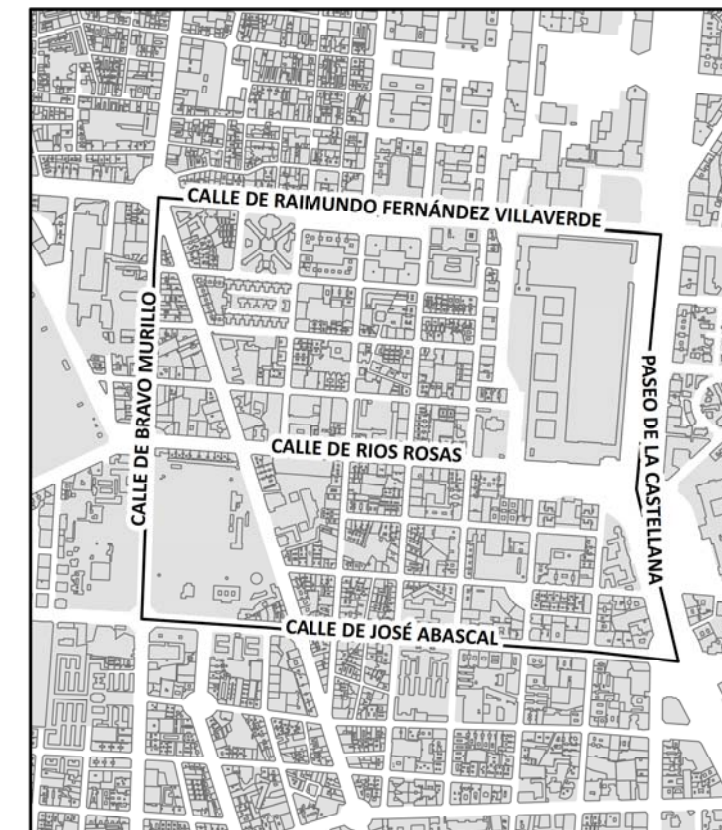 CALLE DE RAIMUNDO FERNÁNDEZ VILLAVERDE
CALLE DE BRAVO MURILLO
PASEO DE LA CASTELLANA
CALLE DE RIOS ROSAS
CALLE DE JOSÉ ABASCAL